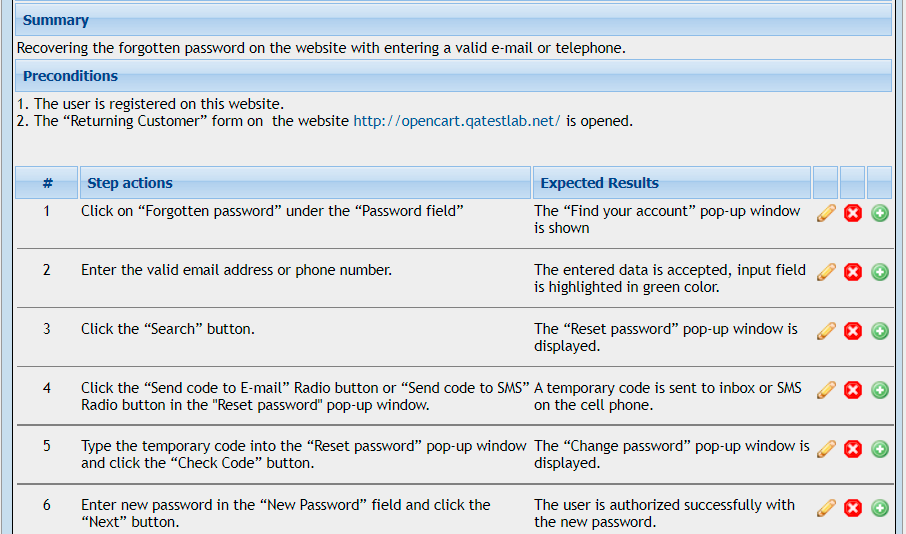 Summary
Recovering the forgotten password on the website with entering a valid e-mail or telephone.
Preconditions
1. The user is registered on this website.
2. The “Returning Customer” form on  the website http://opencart.qatestlab.net/ is opened.
# Step actions Expected Results
1 Click on “Forgotten password” under the “Password field” The “Find your account” pop-up window
is shown
2 Enter the valid email address or phone number. The entered data is accepted, input field
is highlighted in green color.
3 Click the “Search” button. The “Reset password” pop-up window is
displayed.
4 Click the “Send code to E-mail” Radio button or “Send code to SMS” A temporary code is sent to inbox or SMS
Radio button in the "Reset password" pop-up window. on the cell phone.
5 Type the temporary code into the “Reset password” pop-up window The “Change password” pop-up window is
and click the “Check Code” button. displayed.
6 Enter new password in the “New Password” field and click the The user is authorized successfully with
“Next” button. the new password.